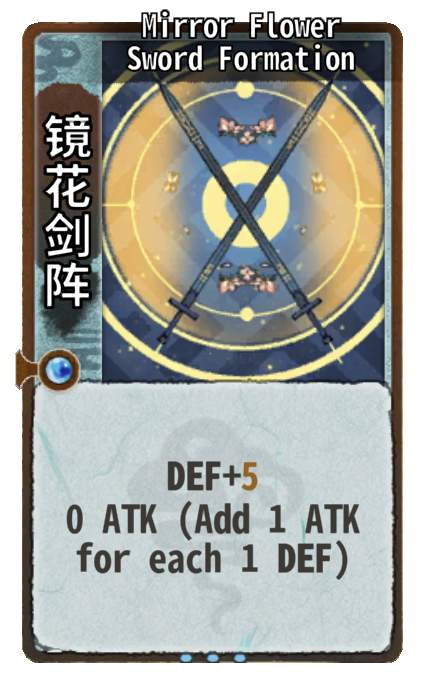 Mirror Flower
Sword Formation
镜花剑阵
DEF+5
0 ATK (Add 1 ATK
for each 1 DEF)